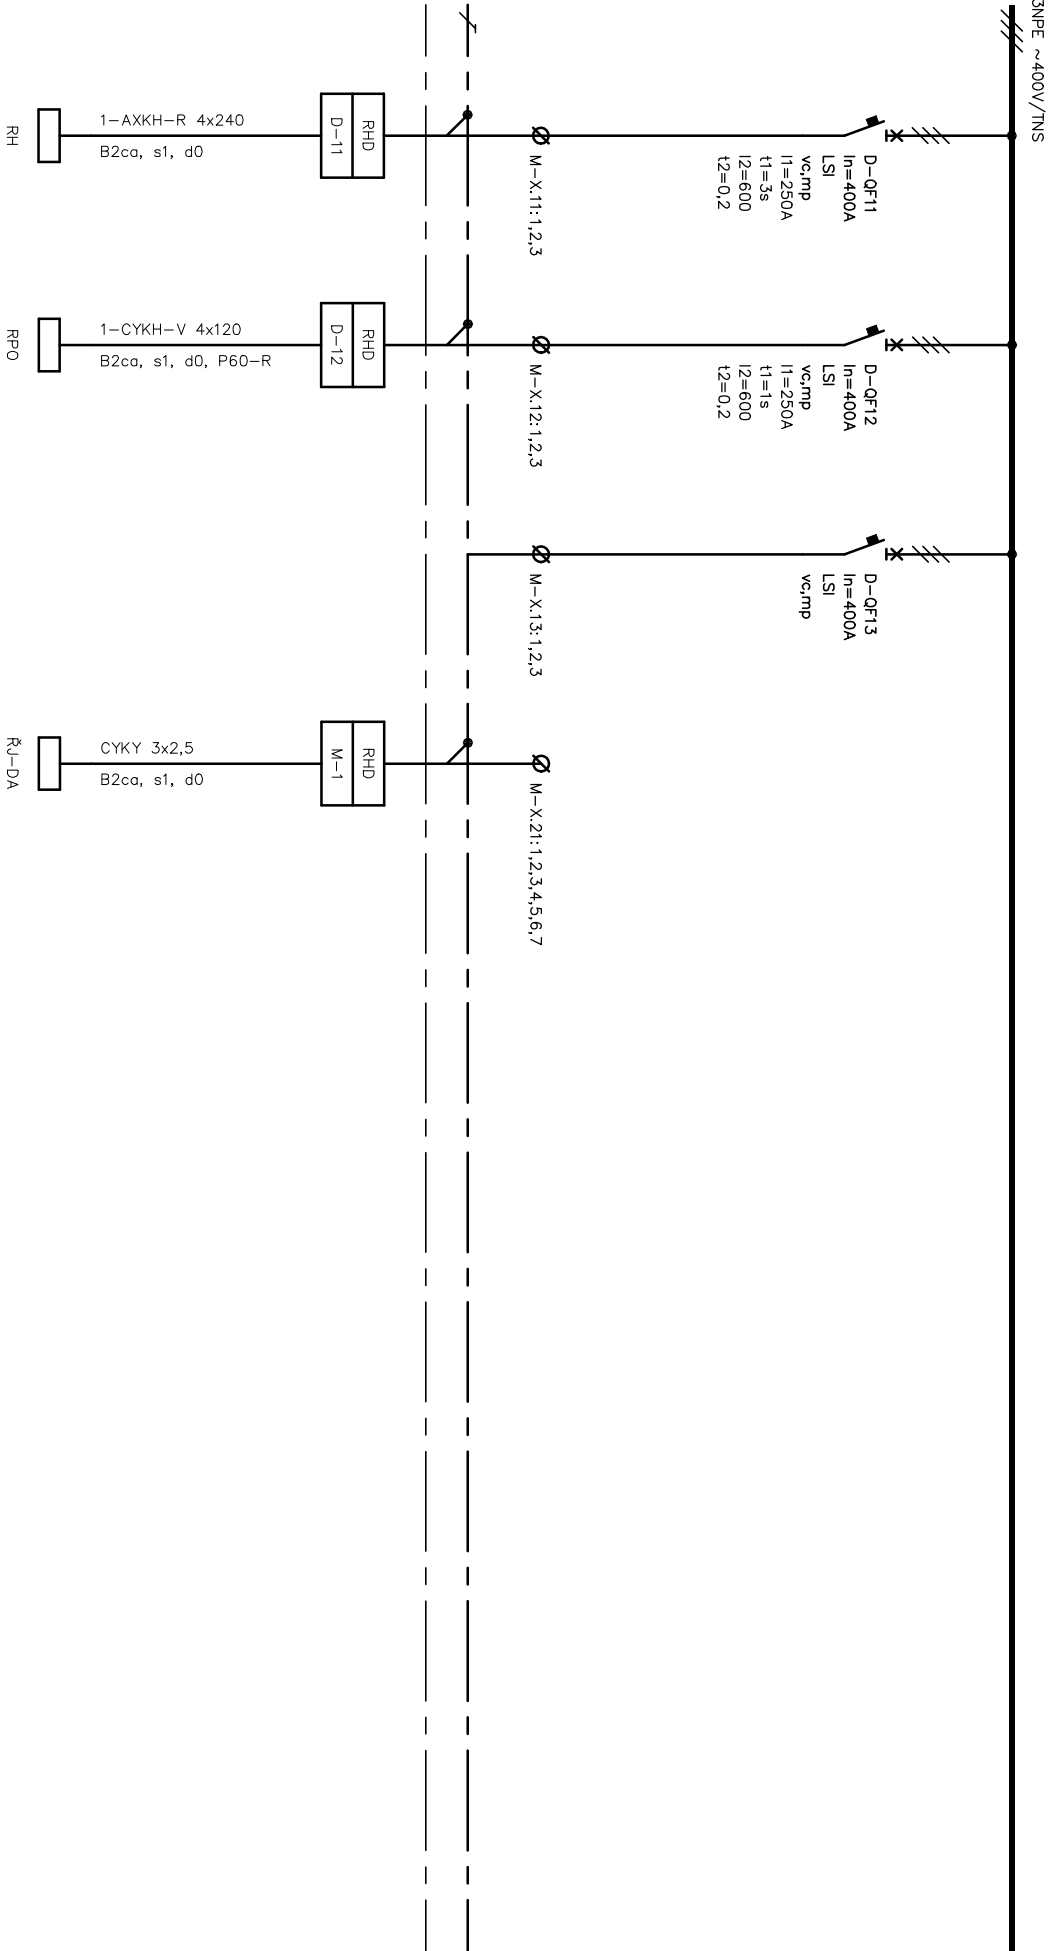 3NPE ~400V/TNS
D-QF11
In=400A
LSI
vc,mp
I1=250A
t1=3s
I2=600
t2=0,2
M-X.11:1,2,3
RHD
D-11
1-AXKH-R 4x240
B2ca, s1, d0
RH
D-QF12
In=400A
LSI
vc,mp
I1=250A
t1=1s
I2=600
t2=0,2
M-X.12:1,2,3
RHD
D-12
1-CYKH-V 4x120
B2ca, s1, d0, P60-R
RPO
D-QF13
In=400A
LSI
vc,mp
M-X.13:1,2,3
M-X.21:1,2,3,4,5,6,7
RHD
M-1
CYKY 3x2,5
B2ca, s1, d0
ŘJ-DA